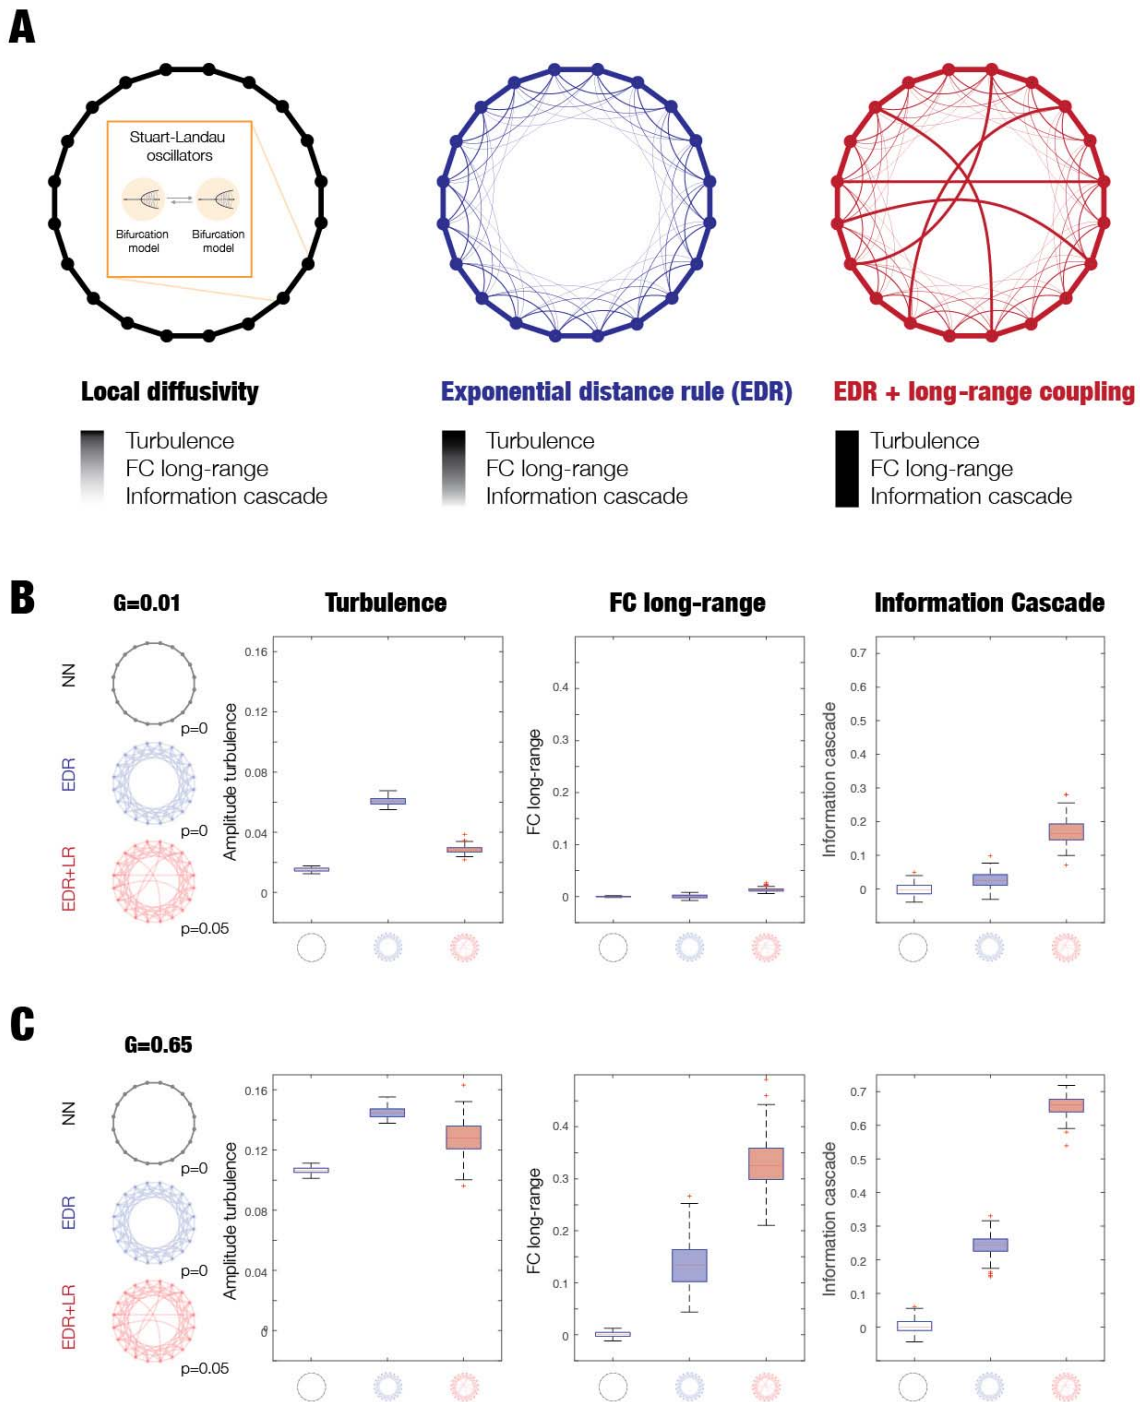 A
Stuart-Landau
oscillators
Bifurcation
model
Bifurcation
model
Local diffusivity
Turbulence
FC long-range
Information cascade
Exponential distance rule (EDR)
Turbulence
FC long-range
Information cascade
EDR + long-range coupling
Turbulence
FC long-range
Information cascade
B
G=0.01
Turbulence
FC long-range
Information Cascade
NN
p=0
EDR
p=0
EDR+LR
p=0.05
Amplitude turbulence
0.16
0.12
0.08
0.04
0
FC long-range
0.4
0.3
0.2
0.1
0
Information cascade
0.7
0.6
0.5
0.4
0.3
0.2
0.1
0
C
G=0.65
NN
p=0
EDR
p=0
EDR+LR
p=0.05
Amplitude turbulence
0.16
0.12
0.08
0.04
0
FC long-range
0.4
0.3
0.2
0.1
0
Information cascade
0.7
0.6
0.5
0.4
0.3
0.2
0.1
0